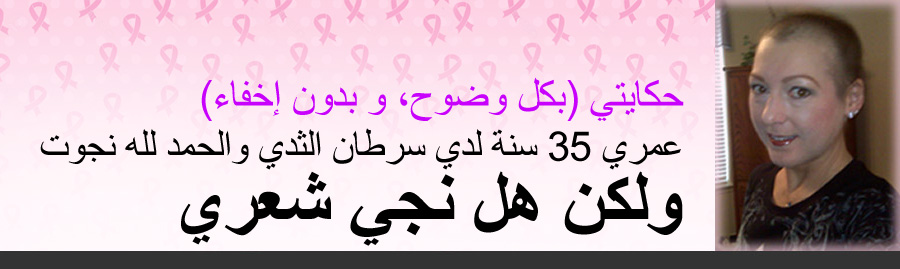 حكايتي (بكل وضوح، و بدون إخفاء)
عمري 35 سنة لدي سرطان الثدي والحمد لله نجوت
ولكن هل نجي شعري